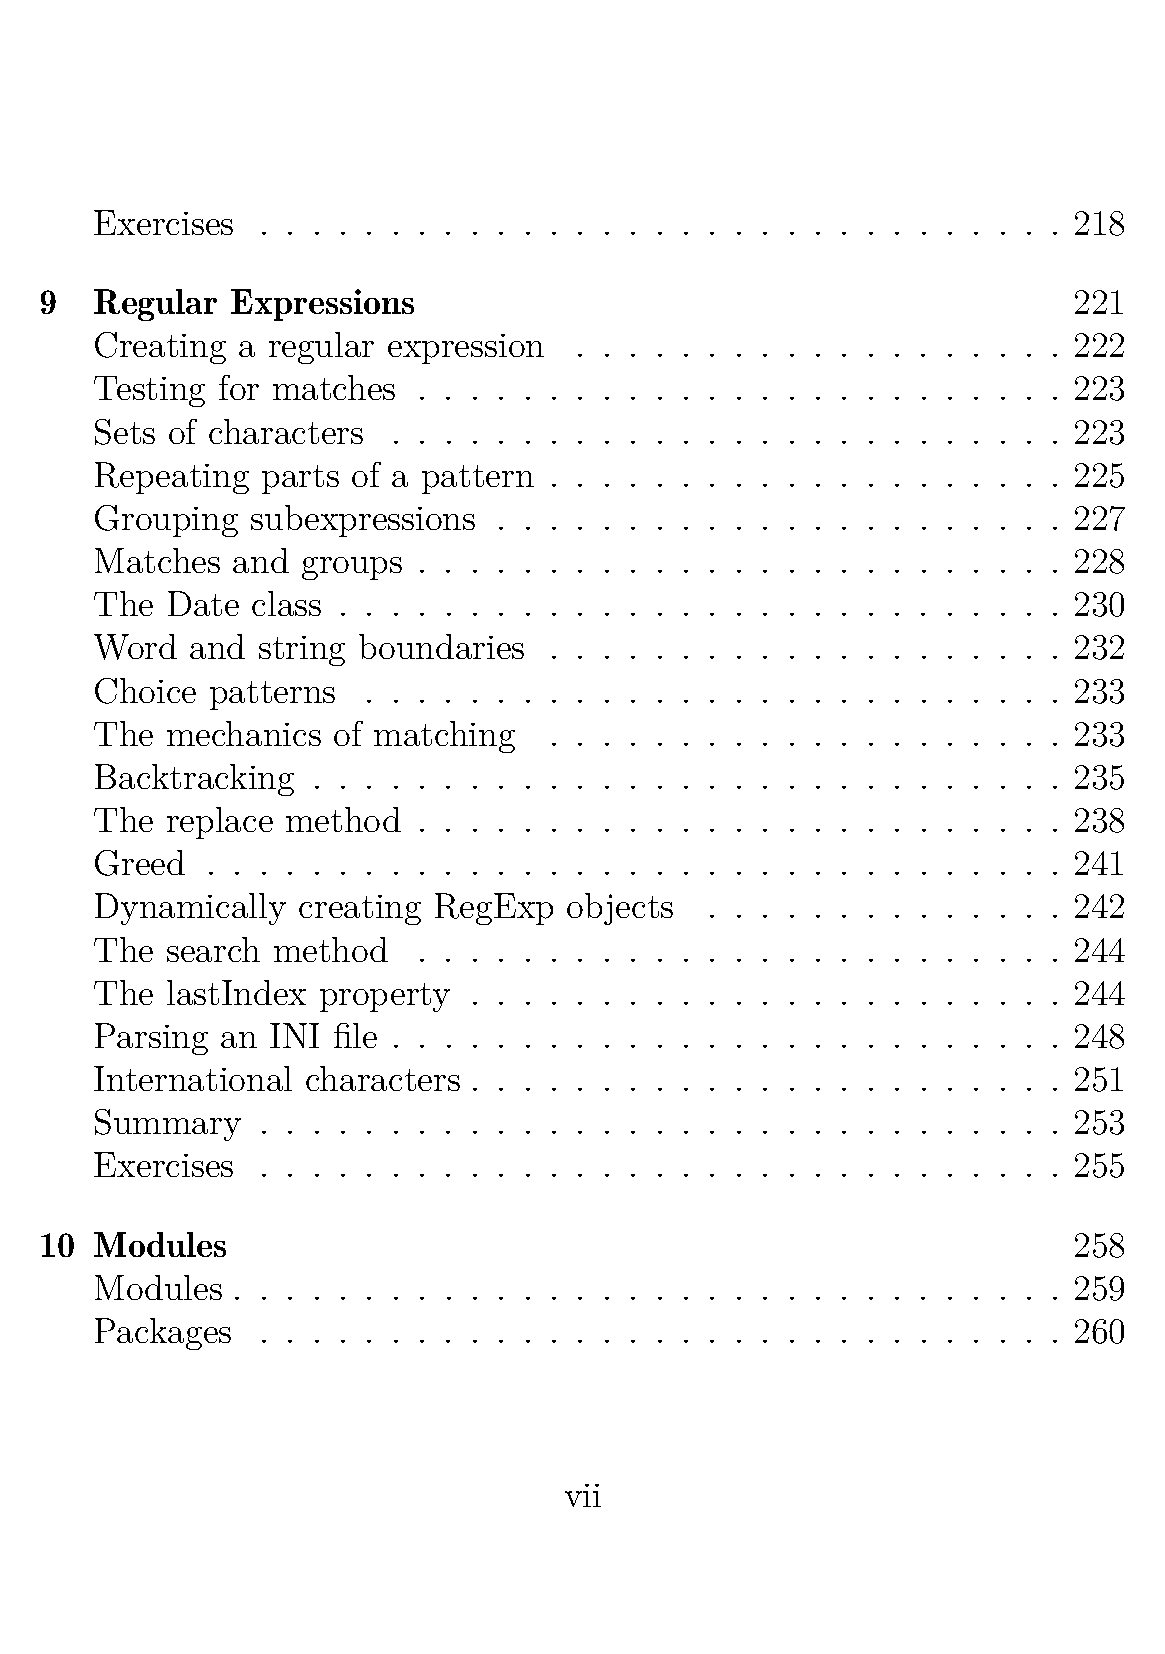 Exercises . . . . . . . . . . . . . . . . . . . . . . . . . . . . . . . 218
9 Regular Expressions 221
Creating a regular expression . . . . . . . . . . . . . . . . . . . 222
Testing for matches . . . . . . . . . . . . . . . . . . . . . . . . . 223
Sets of characters . . . . . . . . . . . . . . . . . . . . . . . . . . 223
Repeating parts of a pattern . . . . . . . . . . . . . . . . . . . . 225
Grouping subexpressions . . . . . . . . . . . . . . . . . . . . . . 227
Matches and groups . . . . . . . . . . . . . . . . . . . . . . . . . 228
The Date class . . . . . . . . . . . . . . . . . . . . . . . . . . . . 230
Word and string boundaries . . . . . . . . . . . . . . . . . . . . 232
Choice patterns . . . . . . . . . . . . . . . . . . . . . . . . . . . 233
The mechanics of matching . . . . . . . . . . . . . . . . . . . . 233
Backtracking . . . . . . . . . . . . . . . . . . . . . . . . . . . . . 235
The replace method . . . . . . . . . . . . . . . . . . . . . . . . . 238
Greed . . . . . . . . . . . . . . . . . . . . . . . . . . . . . . . . . 241
Dynamically creating RegExp objects . . . . . . . . . . . . . . 242
The search method . . . . . . . . . . . . . . . . . . . . . . . . . 244
The lastIndex property . . . . . . . . . . . . . . . . . . . . . . . 244
Parsing an INI file . . . . . . . . . . . . . . . . . . . . . . . . . . 248
International characters . . . . . . . . . . . . . . . . . . . . . . . 251
Summary . . . . . . . . . . . . . . . . . . . . . . . . . . . . . . . 253
Exercises . . . . . . . . . . . . . . . . . . . . . . . . . . . . . . . 255
10 Modules 258
Modules . . . . . . . . . . . . . . . . . . . . . . . . . . . . . . . . 259
Packages . . . . . . . . . . . . . . . . . . . . . . . . . . . . . . . 260
vii